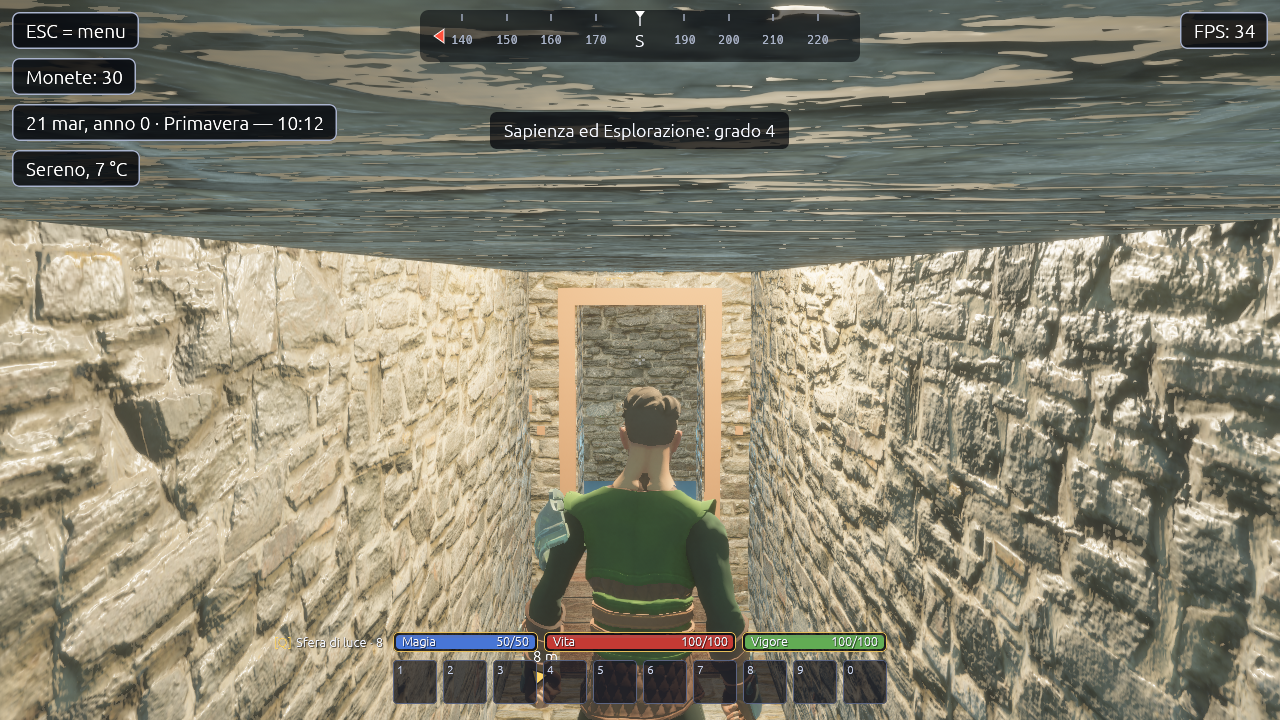 ESC = menu
140 150 160 170 S 190 200 210 220
FPS: 34
Monete: 30
21 mar, anno 0 · Primavera — 10:12
Sapienza ed Esplorazione: grado 4
Sereno, 7 °C
Sfera di luce · 8
Magia 50/50
Vita 100/100
Vigore 100/100
8 m
1 2 3 4 5 6 7 8 9 0